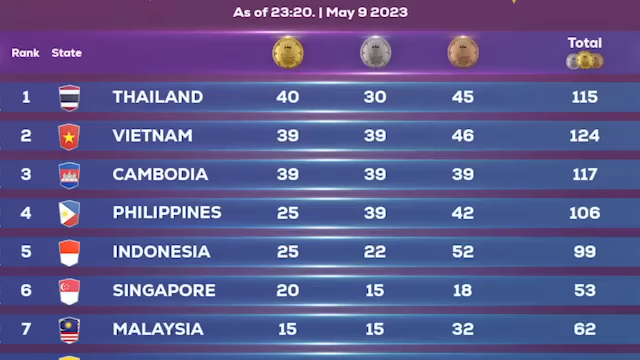 As of 23:20. | May 9 2023
Rank State Total
1 THAILAND 40 30 45 115
2 VIETNAM 39 39 46 124
3 CAMBODIA 39 39 39 117
4 PHILIPPINES 25 39 42 106
5 INDONESIA 25 22 52 99
6 SINGAPORE 20 15 18 53
7 MALAYSIA 15 15 32 62